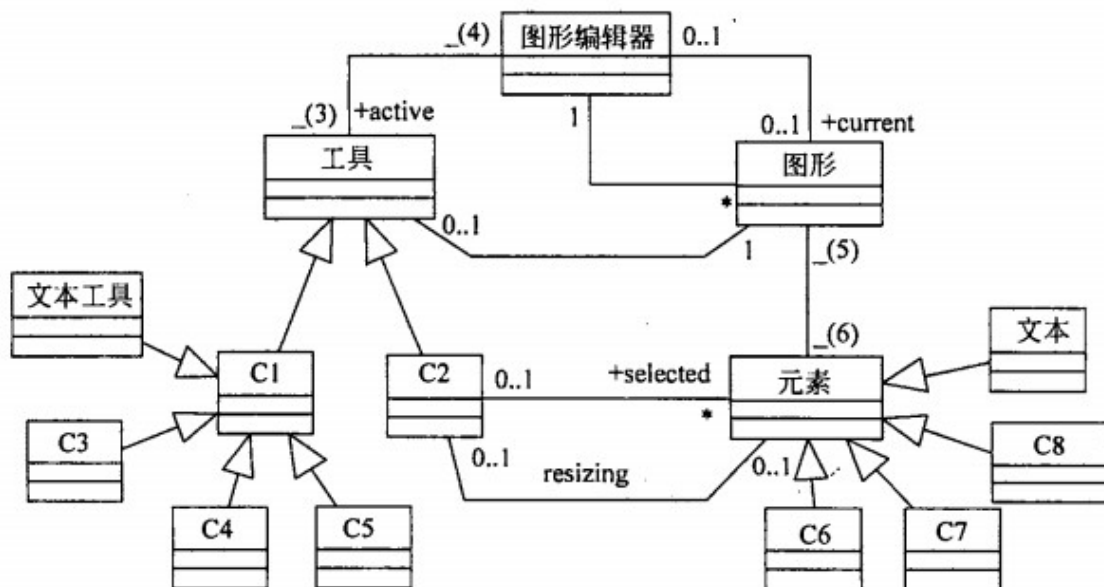 _(4)
图形编辑器
0..1
_(3)
+active
1
0..1
+current
工具
图形
0..1
*
1
_(5)
文本工具
_(6)
文本
C1
C2
0..1
+selected
元素
*
C3
C8
0..1
resizing
0..1
C4
C5
C6
C7